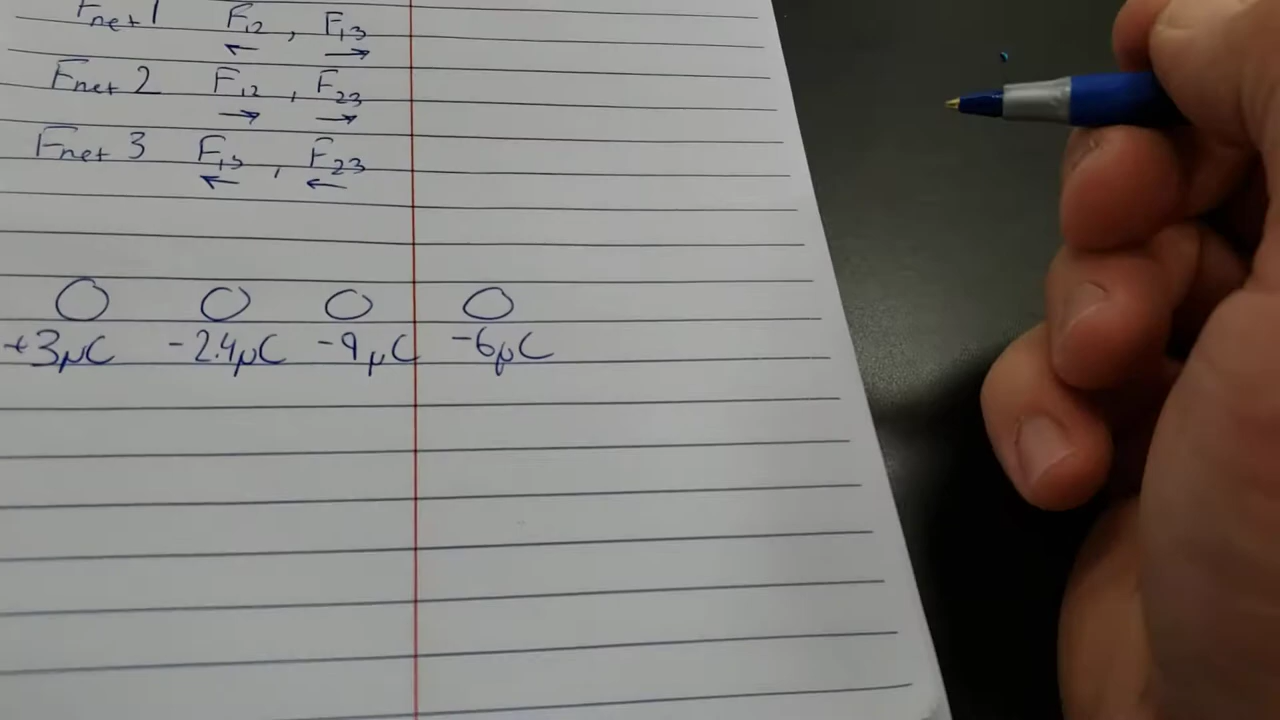 Fnet 1 F12 , F13
← →
Fnet 2 F12 , F23
→ →
Fnet 3 F13 , F23
← ←
+3μC -2.4μC -9μC -6μC